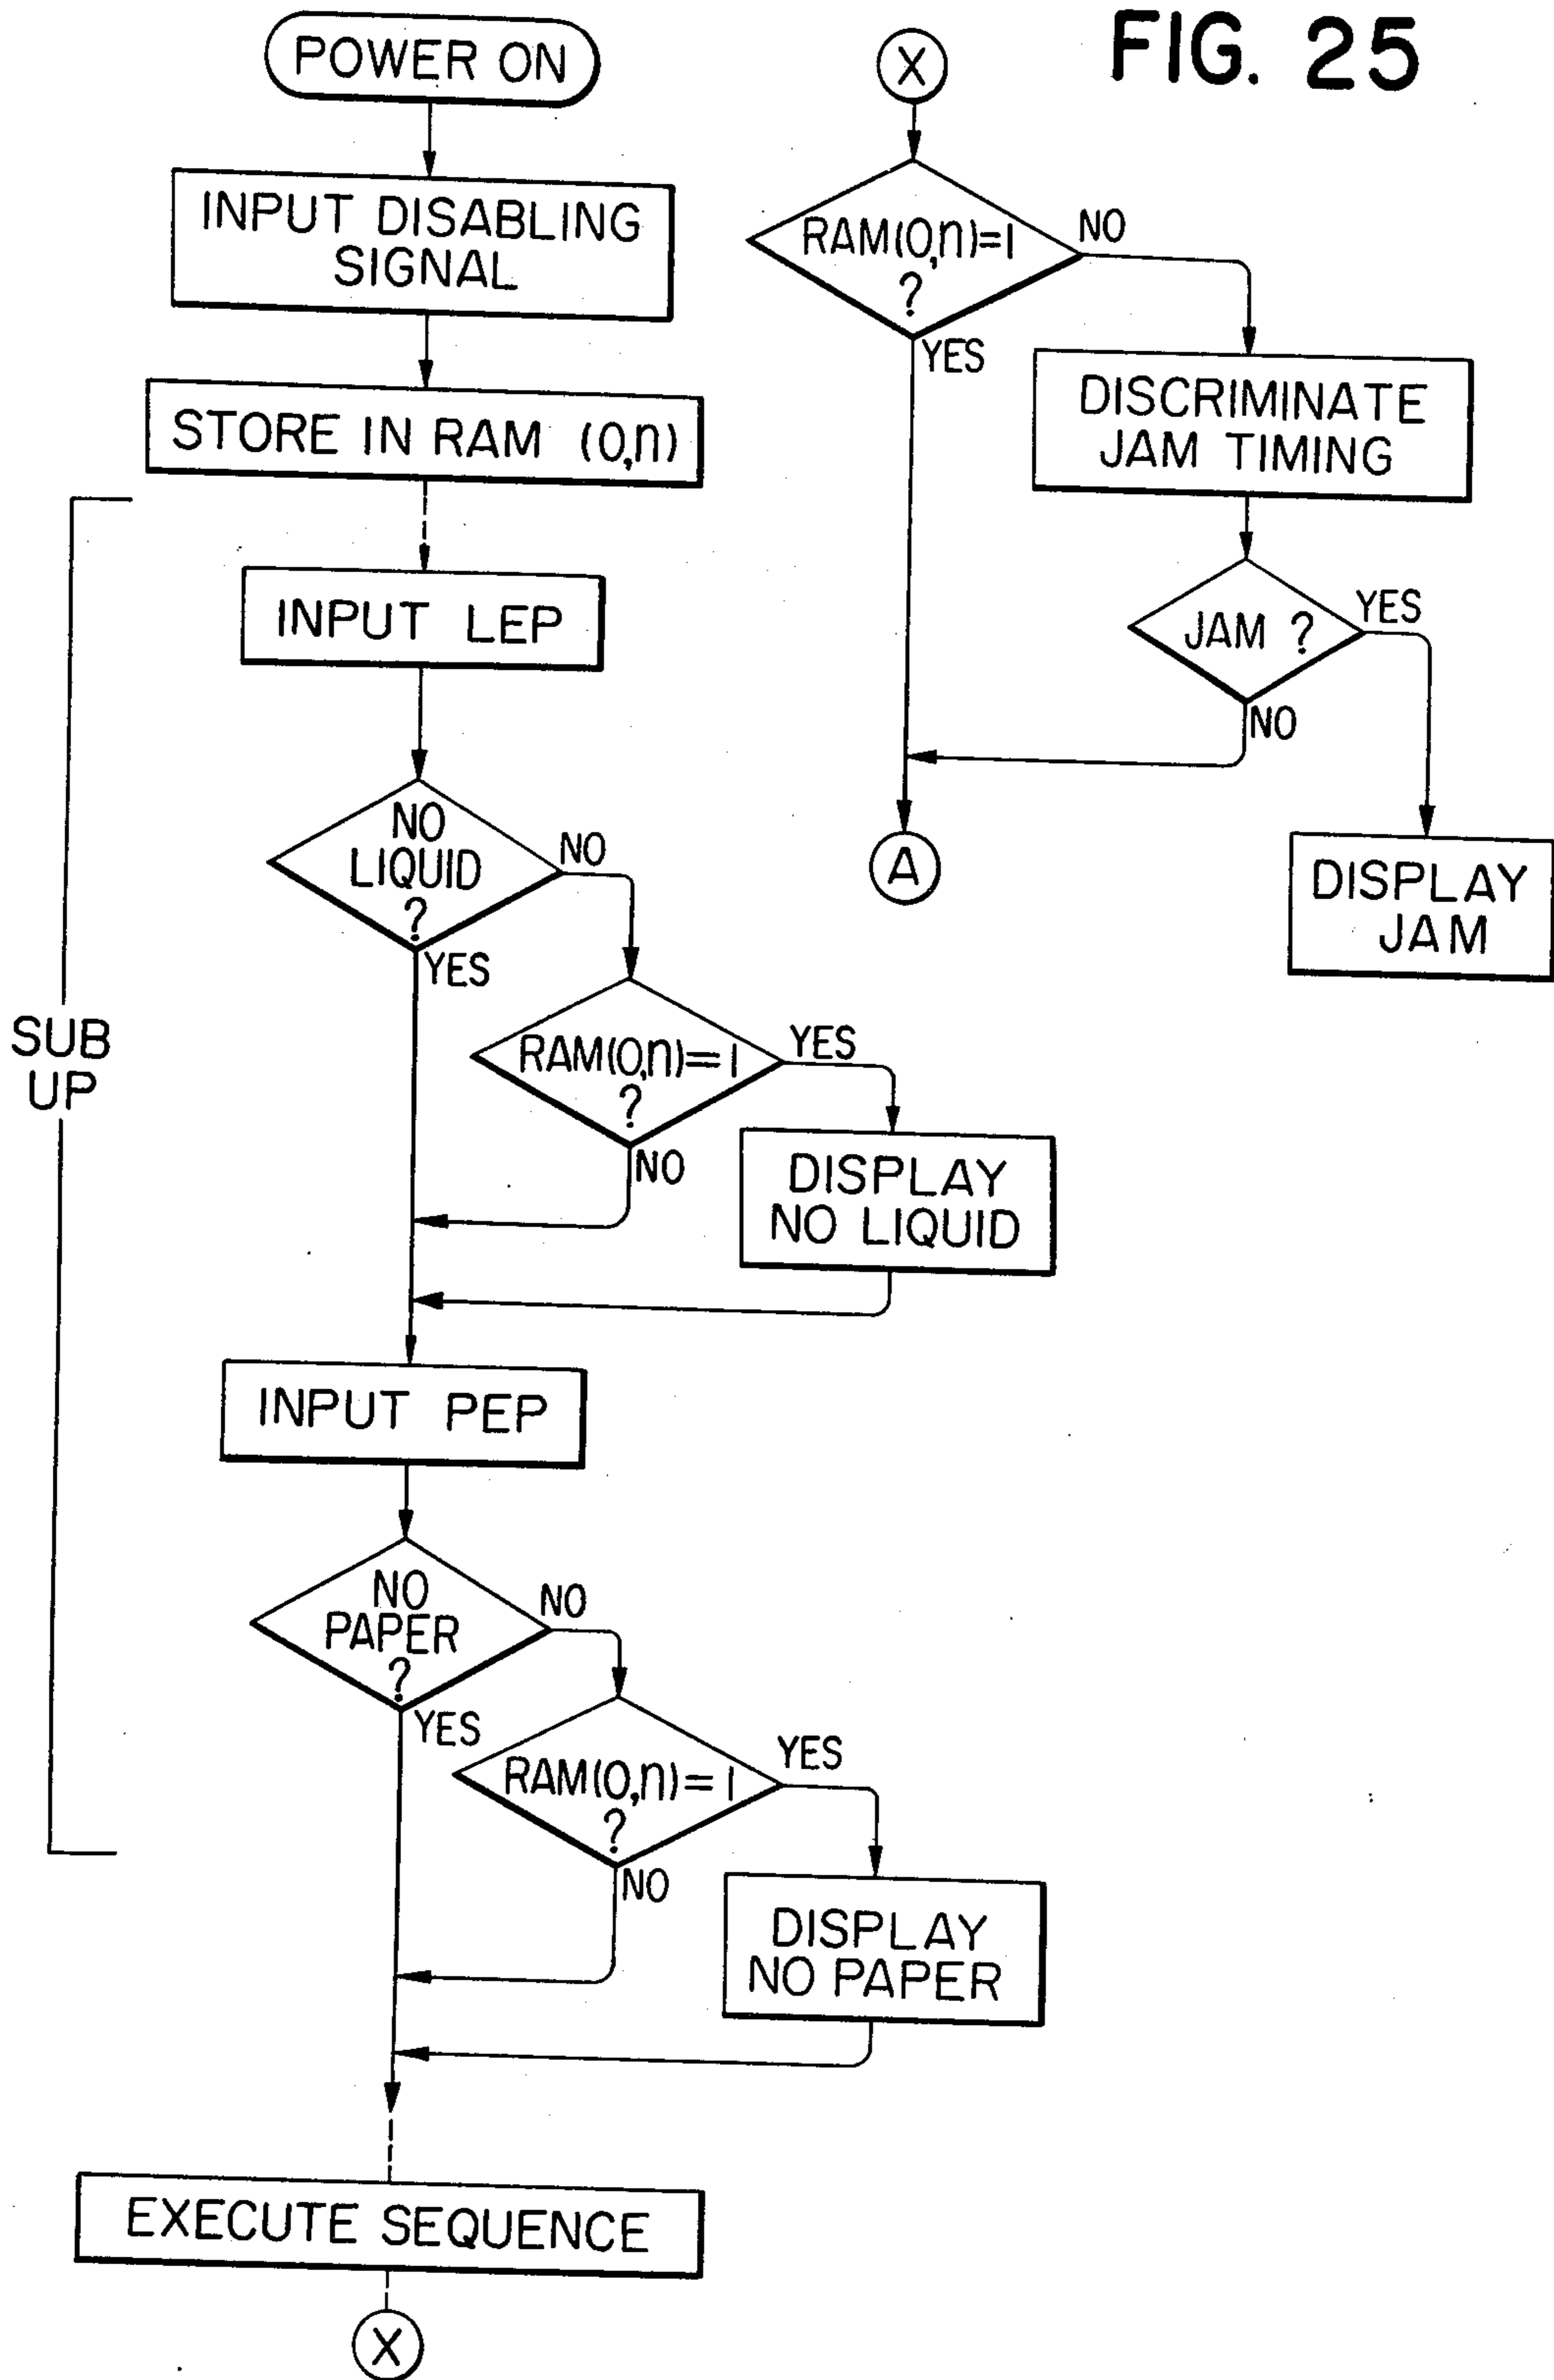 FIG. 25
POWER ON
INPUT DISABLING
SIGNAL
STORE IN RAM (0,n)
SUB
UP
INPUT LEP
NO
LIQUID
?
NO
YES
RAM(0,n)=1
?
YES
NO
DISPLAY
NO LIQUID
INPUT PEP
NO
PAPER
?
NO
YES
RAM(0,n)=1
?
YES
NO
DISPLAY
NO PAPER
EXECUTE SEQUENCE
X
X
RAM(0,n)=1
?
NO
YES
DISCRIMINATE
JAM TIMING
JAM ?
YES
NO
DISPLAY
JAM
A